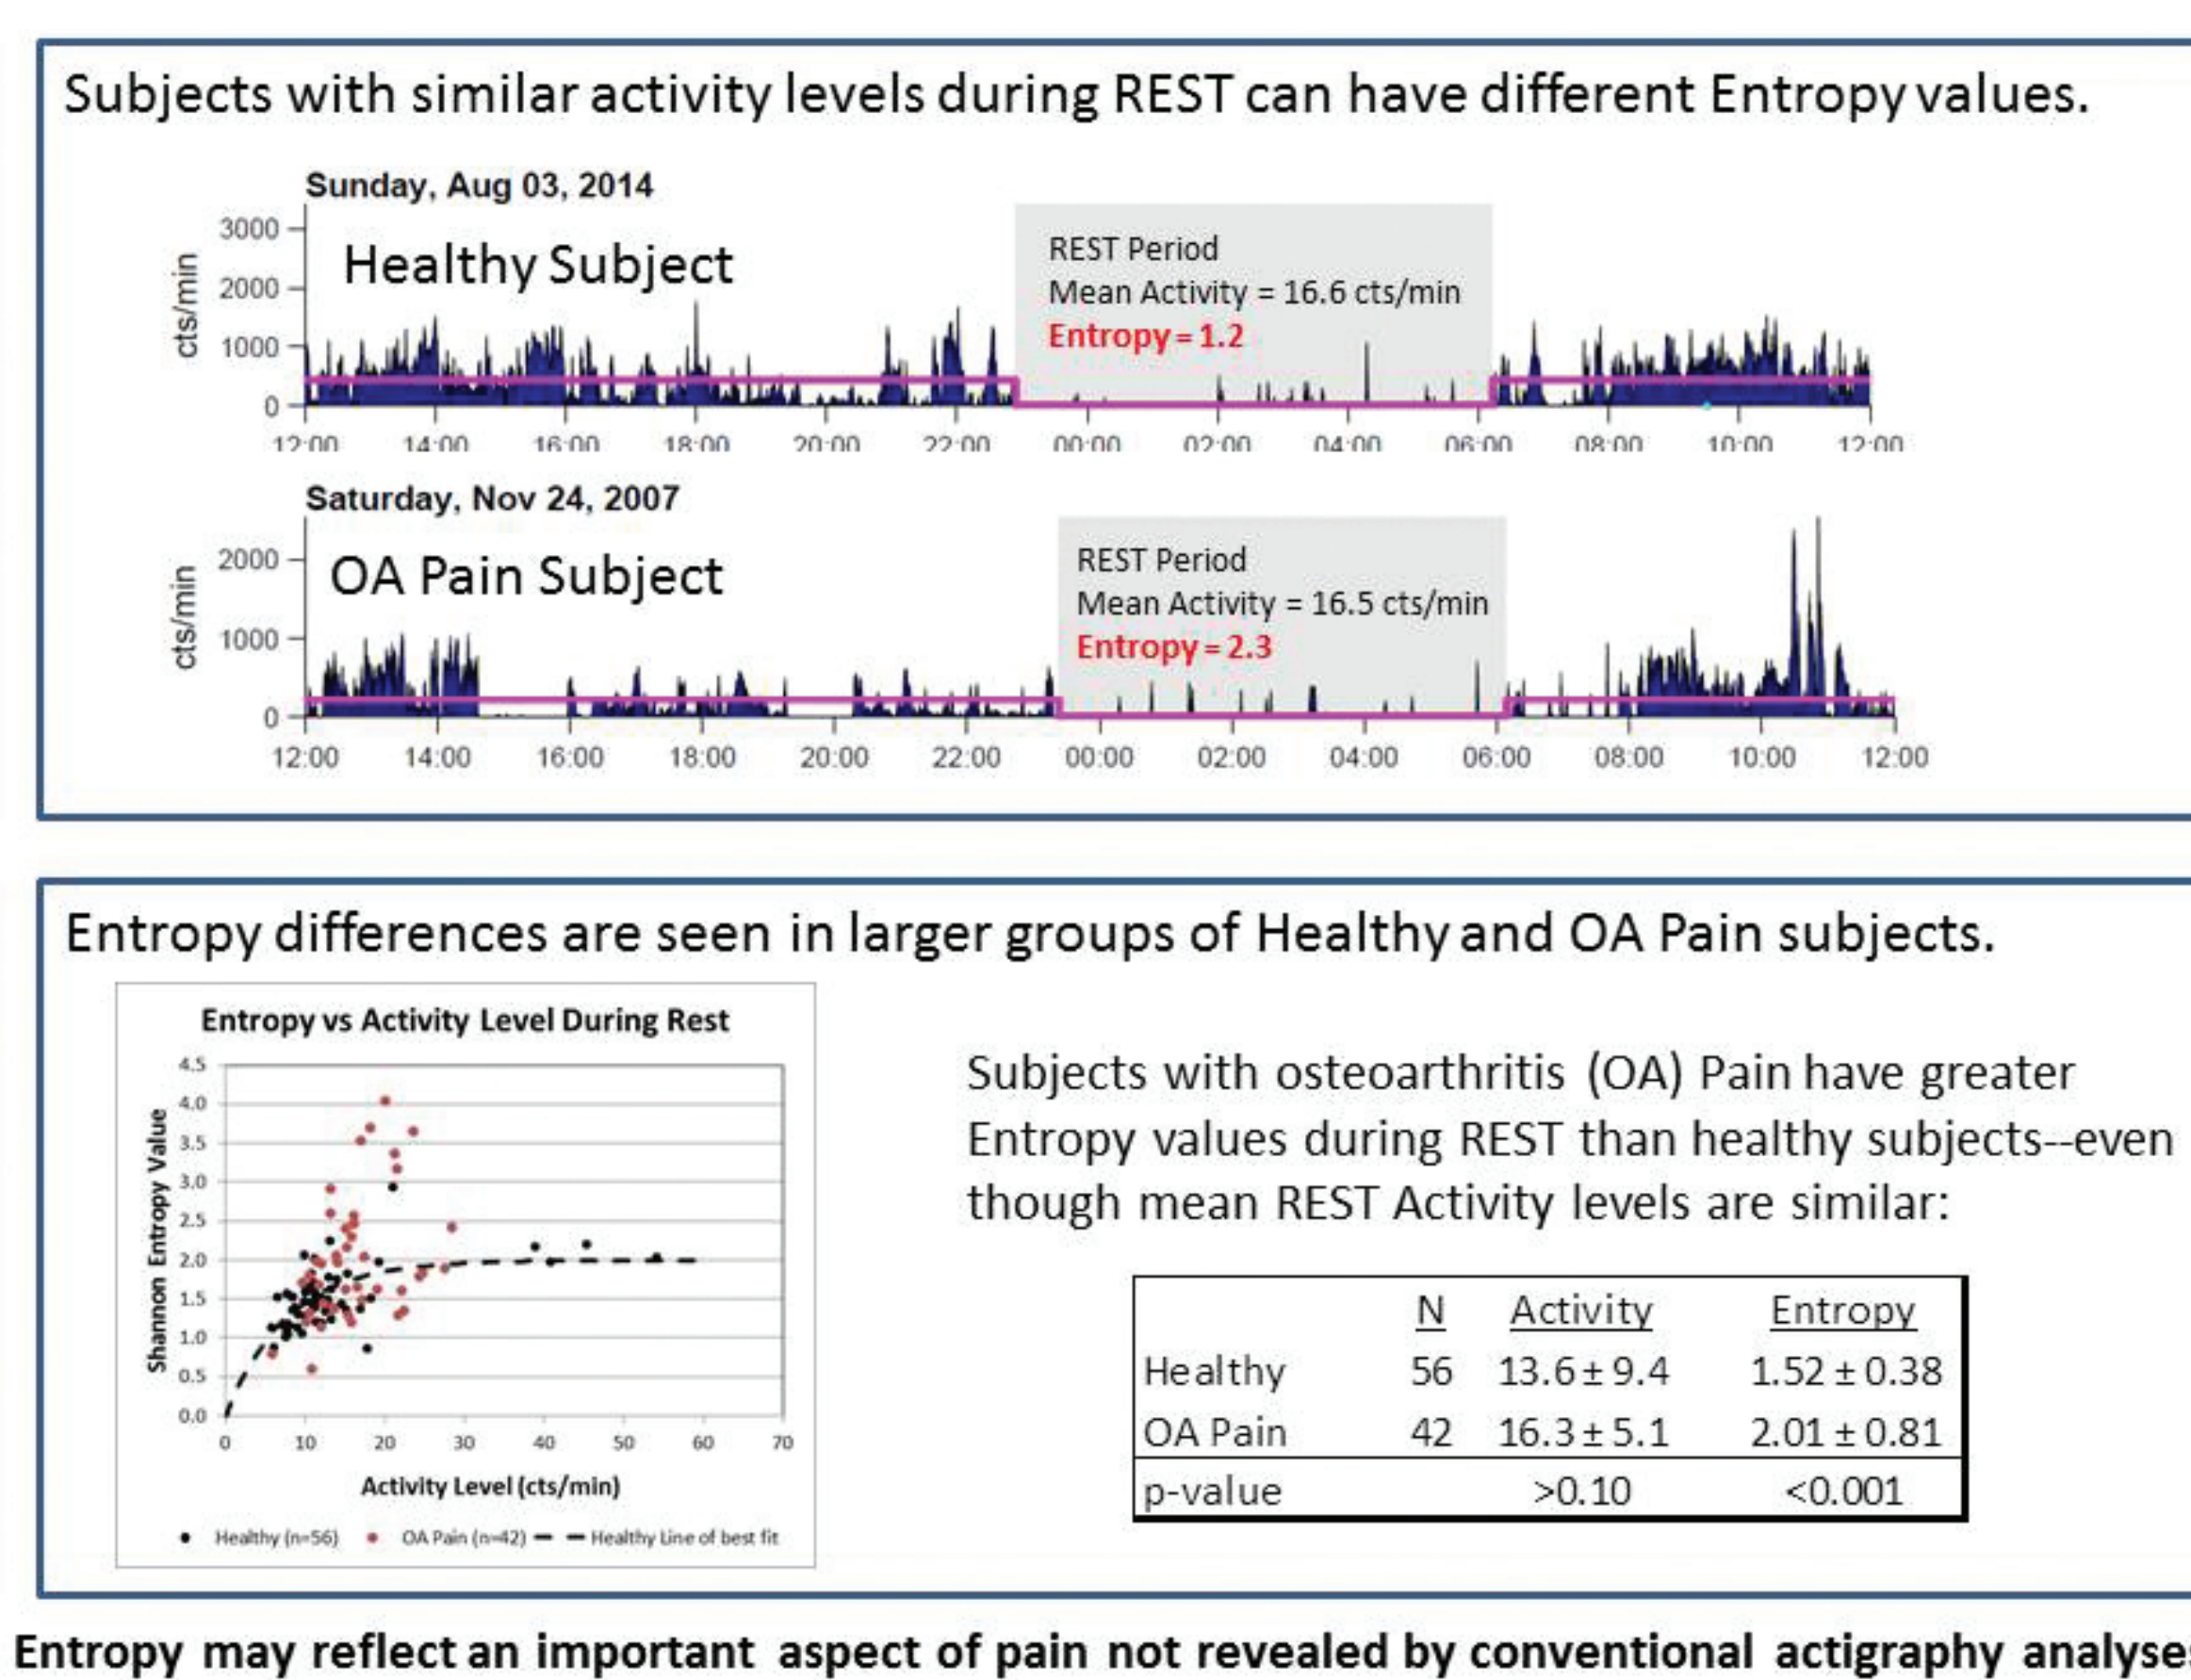 Subjects with similar activity levels during REST can have different Entropy values.
Sunday, Aug 03, 2014
Healthy Subject
cts/min
3000
2000
1000
0
REST Period
Mean Activity = 16.6 cts/min
Entropy = 1.2
12:00 14:00 16:00 18:00 20:00 22:00 00:00 02:00 04:00 06:00 08:00 10:00 12:00
Saturday, Nov 24, 2007
OA Pain Subject
cts/min
2000
1000
0
REST Period
Mean Activity = 16.5 cts/min
Entropy = 2.3
12:00 14:00 16:00 18:00 20:00 22:00 00:00 02:00 04:00 06:00 08:00 10:00 12:00
Entropy differences are seen in larger groups of Healthy and OA Pain subjects.
Entropy vs Activity Level During Rest
Shannon Entropy Value
4.5
4.0
3.5
3.0
2.5
2.0
1.5
1.0
0.5
0.0
0 10 20 30 40 50 60 70
Activity Level (cts/min)
Healthy (n=56) OA Pain (n=42) Healthy Line of best fit
Subjects with osteoarthritis (OA) Pain have greater
Entropy values during REST than healthy subjects--even
though mean REST Activity levels are similar:
N Activity Entropy
Healthy 56 13.6 ± 9.4 1.52 ± 0.38
OA Pain 42 16.3 ± 5.1 2.01 ± 0.81
p-value >0.10 <0.001
Entropy may reflect an important aspect of pain not revealed by conventional actigraphy analyses